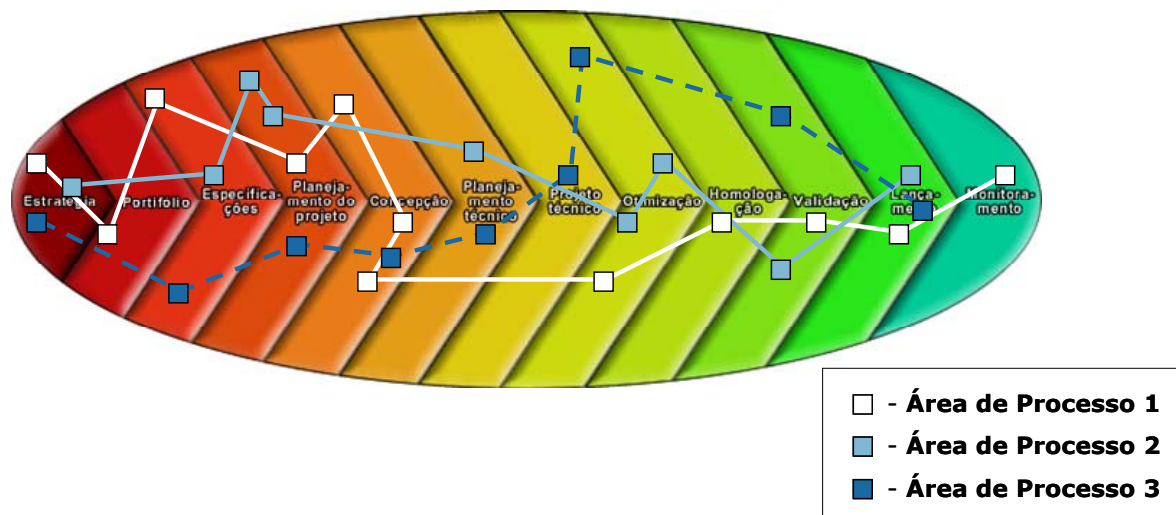 Estratégia
Portifólio
Especifica-
ções
Planeja-
mento do
projeto
Concepção
Planeja-
mento
técnico
Projeto
técnico
Otimização
Homologa-
ção
Validação
Lança-
mento
Monitora-
mento
- Área de Processo 1
- Área de Processo 2
- Área de Processo 3